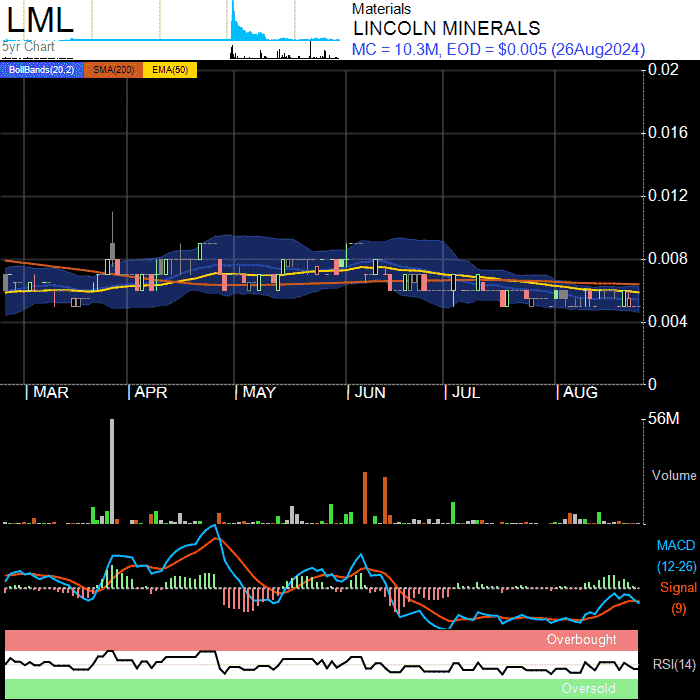 LML
5yr Chart
Materials
LINCOLN MINERALS
MC = 10.3M, EOD = $0.005 (26Aug2024)
BollBands(20,2) SMA(200) EMA(50)
0.02
0.016
0.012
0.008
0.004
0
MAR APR MAY JUN JUL AUG
56M
Volume
MACD
(12-26)
Signal
(9)
Overbought
RSI(14)
Oversold